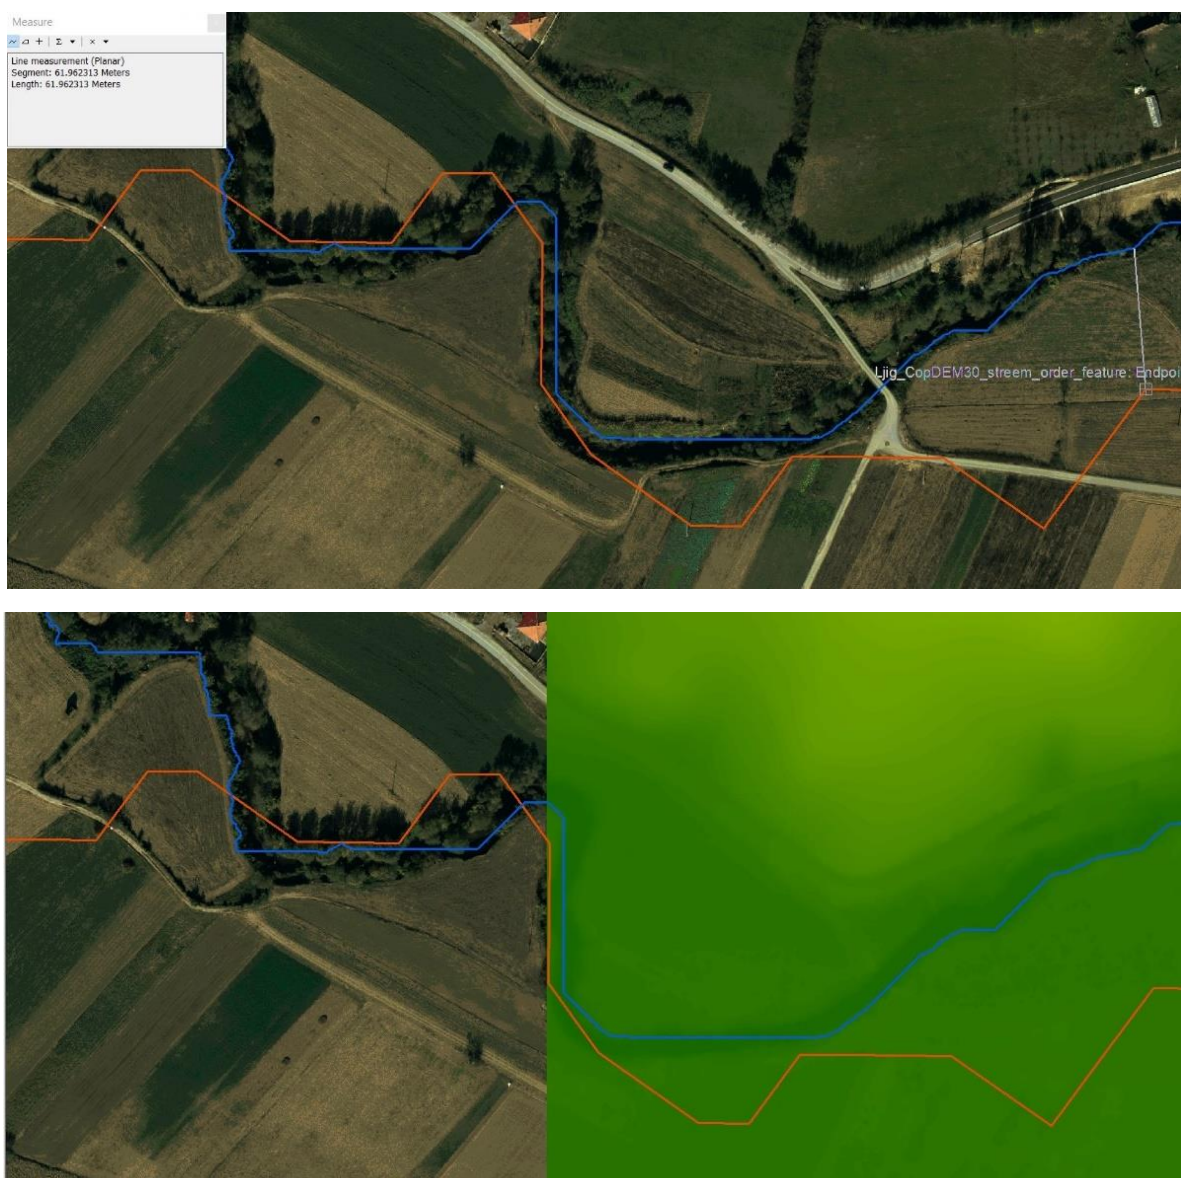 Measure
Line measurement (Planar)
Segment: 61.962313 Meters
Length: 61.962313 Meters
Ljig_CopDEM30_streem_order_feature: Endpoi